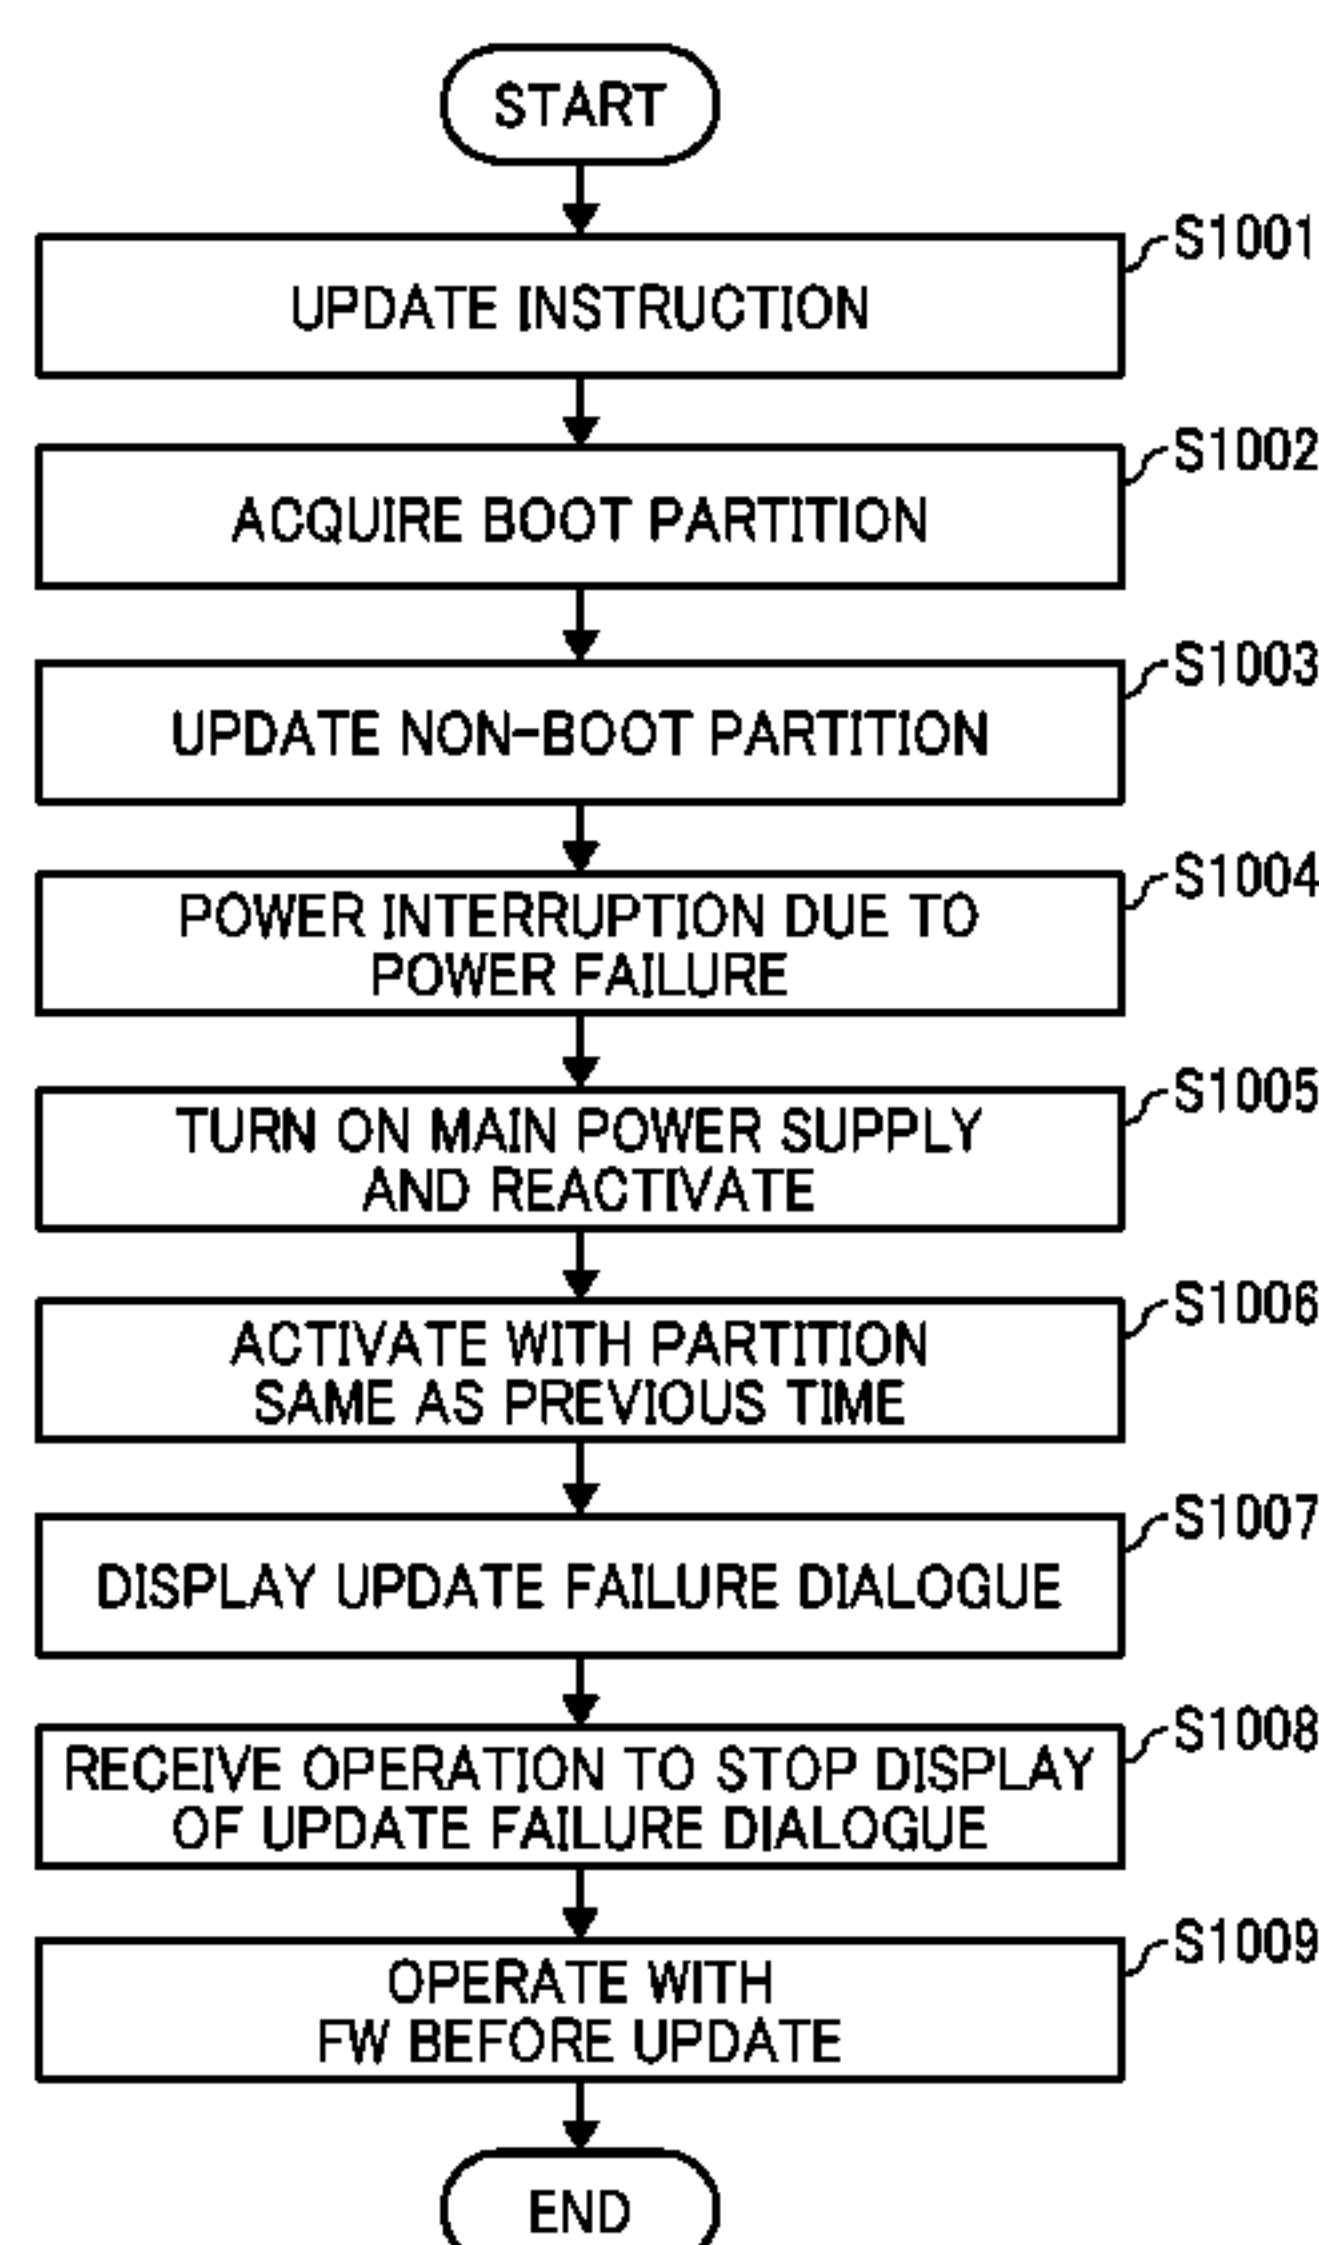 START
S1001
UPDATE INSTRUCTION
S1002
ACQUIRE BOOT PARTITION
S1003
UPDATE NON-BOOT PARTITION
S1004
POWER INTERRUPTION DUE TO
POWER FAILURE
S1005
TURN ON MAIN POWER SUPPLY
AND REACTIVATE
S1006
ACTIVATE WITH PARTITION
SAME AS PREVIOUS TIME
S1007
DISPLAY UPDATE FAILURE DIALOGUE
S1008
RECEIVE OPERATION TO STOP DISPLAY
OF UPDATE FAILURE DIALOGUE
S1009
OPERATE WITH
FW BEFORE UPDATE
END